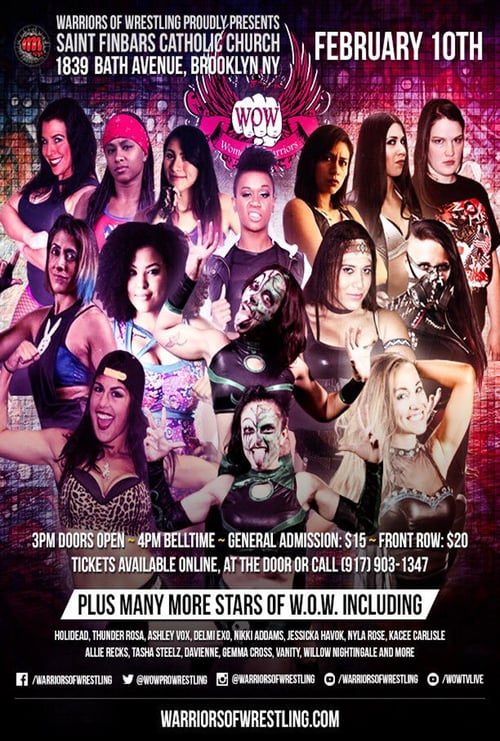 WARRIORS OF WRESTLING PROUDLY PRESENTS
SAINT FINBARS CATHOLIC CHURCH
1839 BATH AVENUE, BROOKLYN NY
FEBRUARY 10TH
WOW
3PM DOORS OPEN ~ 4PM BELLTIME ~ GENERAL ADMISSION: $15 ~ FRONT ROW: $20
TICKETS AVAILABLE ONLINE, AT THE DOOR OR CALL (917) 903-1347
PLUS MANY MORE STARS OF W.O.W. INCLUDING
HOLIDEAD, THUNDER ROSA, ASHLEY VOX, DELMI EXO, NIKKI ADDAMS, JESSICKA HAVOK, NYLA ROSE, KACEE CARLISLE
ALLIE RECKS, TASHA STEELZ, DAVIENNE, GEMMA CROSS, VANITY, WILLOW NIGHTINGALE AND MORE
/WARRIORSOFWRESTLING @WOWPROWRESTLING @WARRIORSOFWRESTLING /WARRIORSOFWRESTLING /WOWTVLIVE
WARRIORSOFWRESTLING.COM